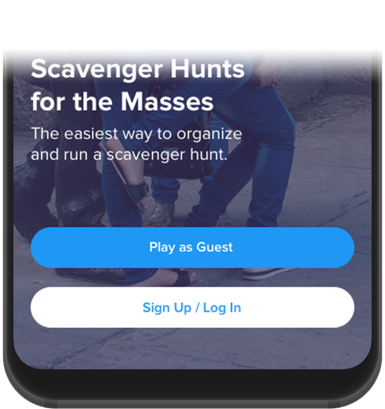 Scavenger Hunts
for the Masses
The easiest way to organize
and run a scavenger hunt.
Play as Guest
Sign Up / Log In